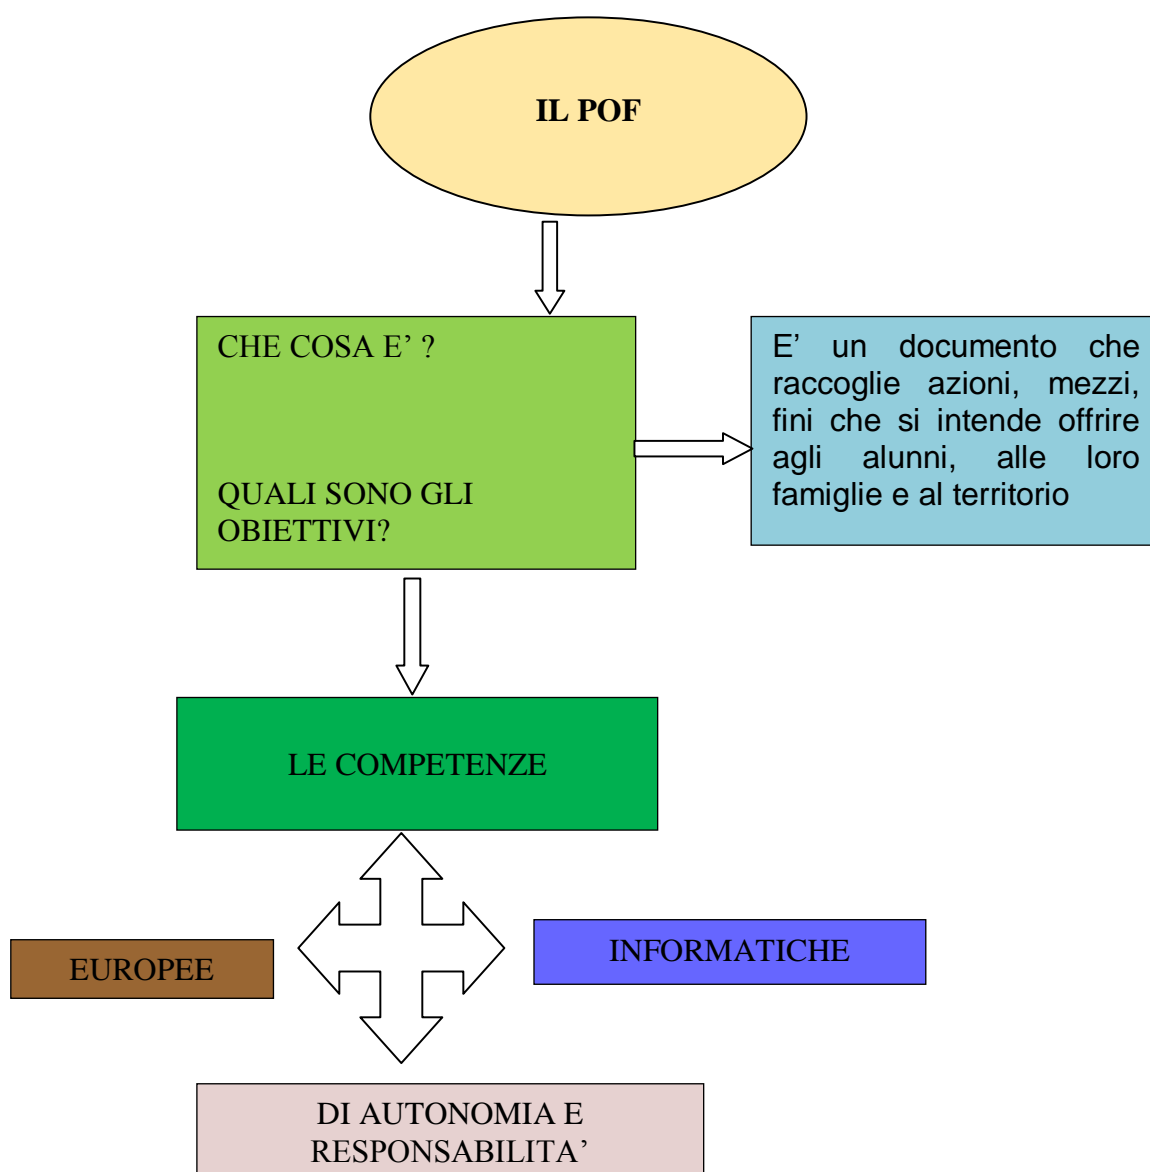 IL POF
CHE COSA E’ ?
QUALI SONO GLI
OBIETTIVI?
E’ un documento che
raccoglie azioni, mezzi,
fini che si intende offrire
agli alunni, alle loro
famiglie e al territorio
LE COMPETENZE
EUROPEE
INFORMATICHE
DI AUTONOMIA E
RESPONSABILITA’